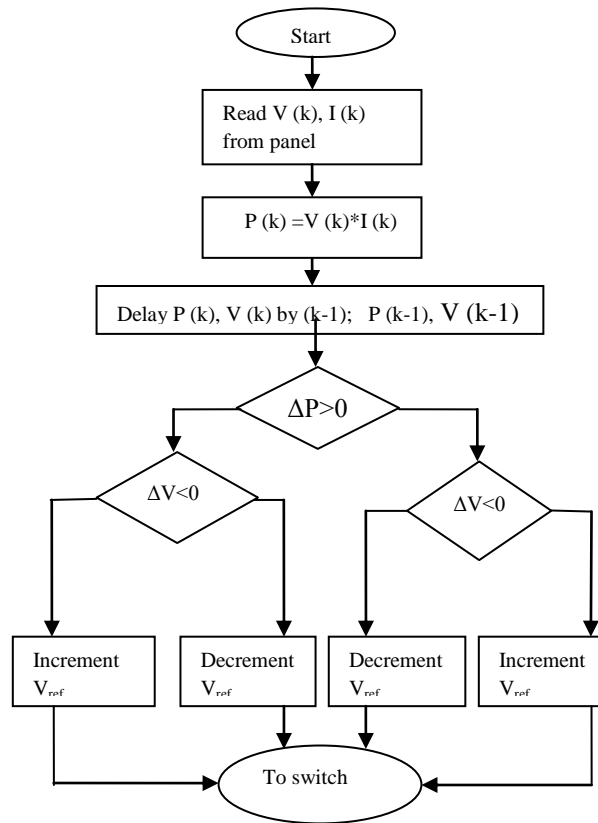 Start
Read V (k), I (k)
from panel
P (k) =V (k)*I (k)
Delay P (k), V (k) by (k-1); P (k-1), V (k-1)
ΔP>0
ΔV<0
ΔV<0
Increment
Vref
Decrement
Vref
Decrement
Vref
Increment
Vref
To switch